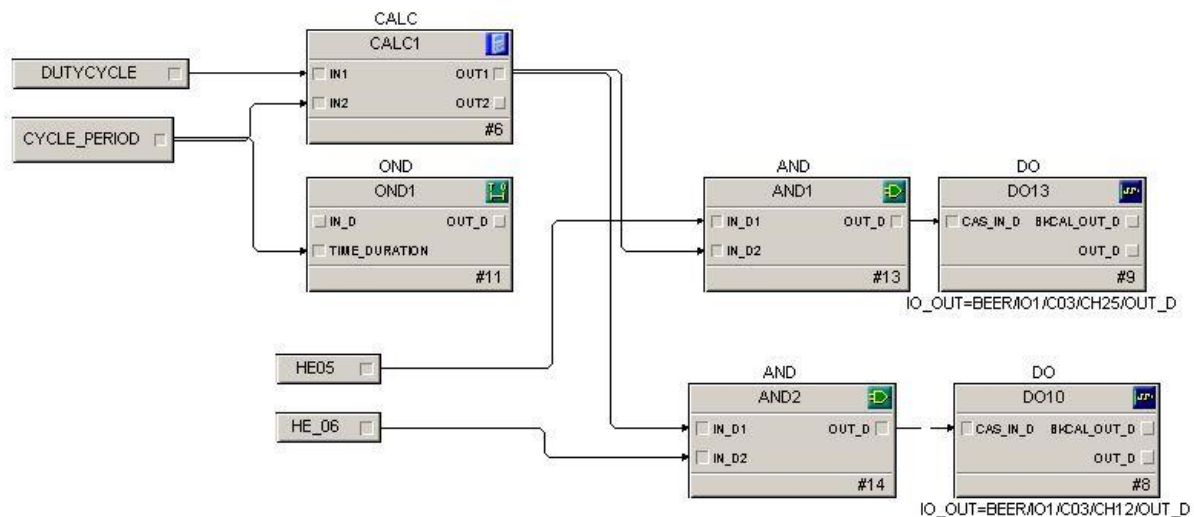 CALC
CALC1
DUTYCYCLE
IN1 OUT1
IN2 OUT2
#6
CYCLE_PERIOD
OND
OND1
IN_D OUT_D
TIME_DURATION
#11
AND
AND1
IN_D1 OUT_D
IN_D2
#13
DO
DO13
CAS_IN_D BKCAL_OUT_D
OUT_D
#9
IO_OUT=BEER/IO1/C03/CH25/OUT_D
HE05
HE_06
AND
AND2
IN_D1 OUT_D
IN_D2
#14
DO
DO10
CAS_IN_D BKCAL_OUT_D
OUT_D
#8
IO_OUT=BEER/IO1/C03/CH12/OUT_D